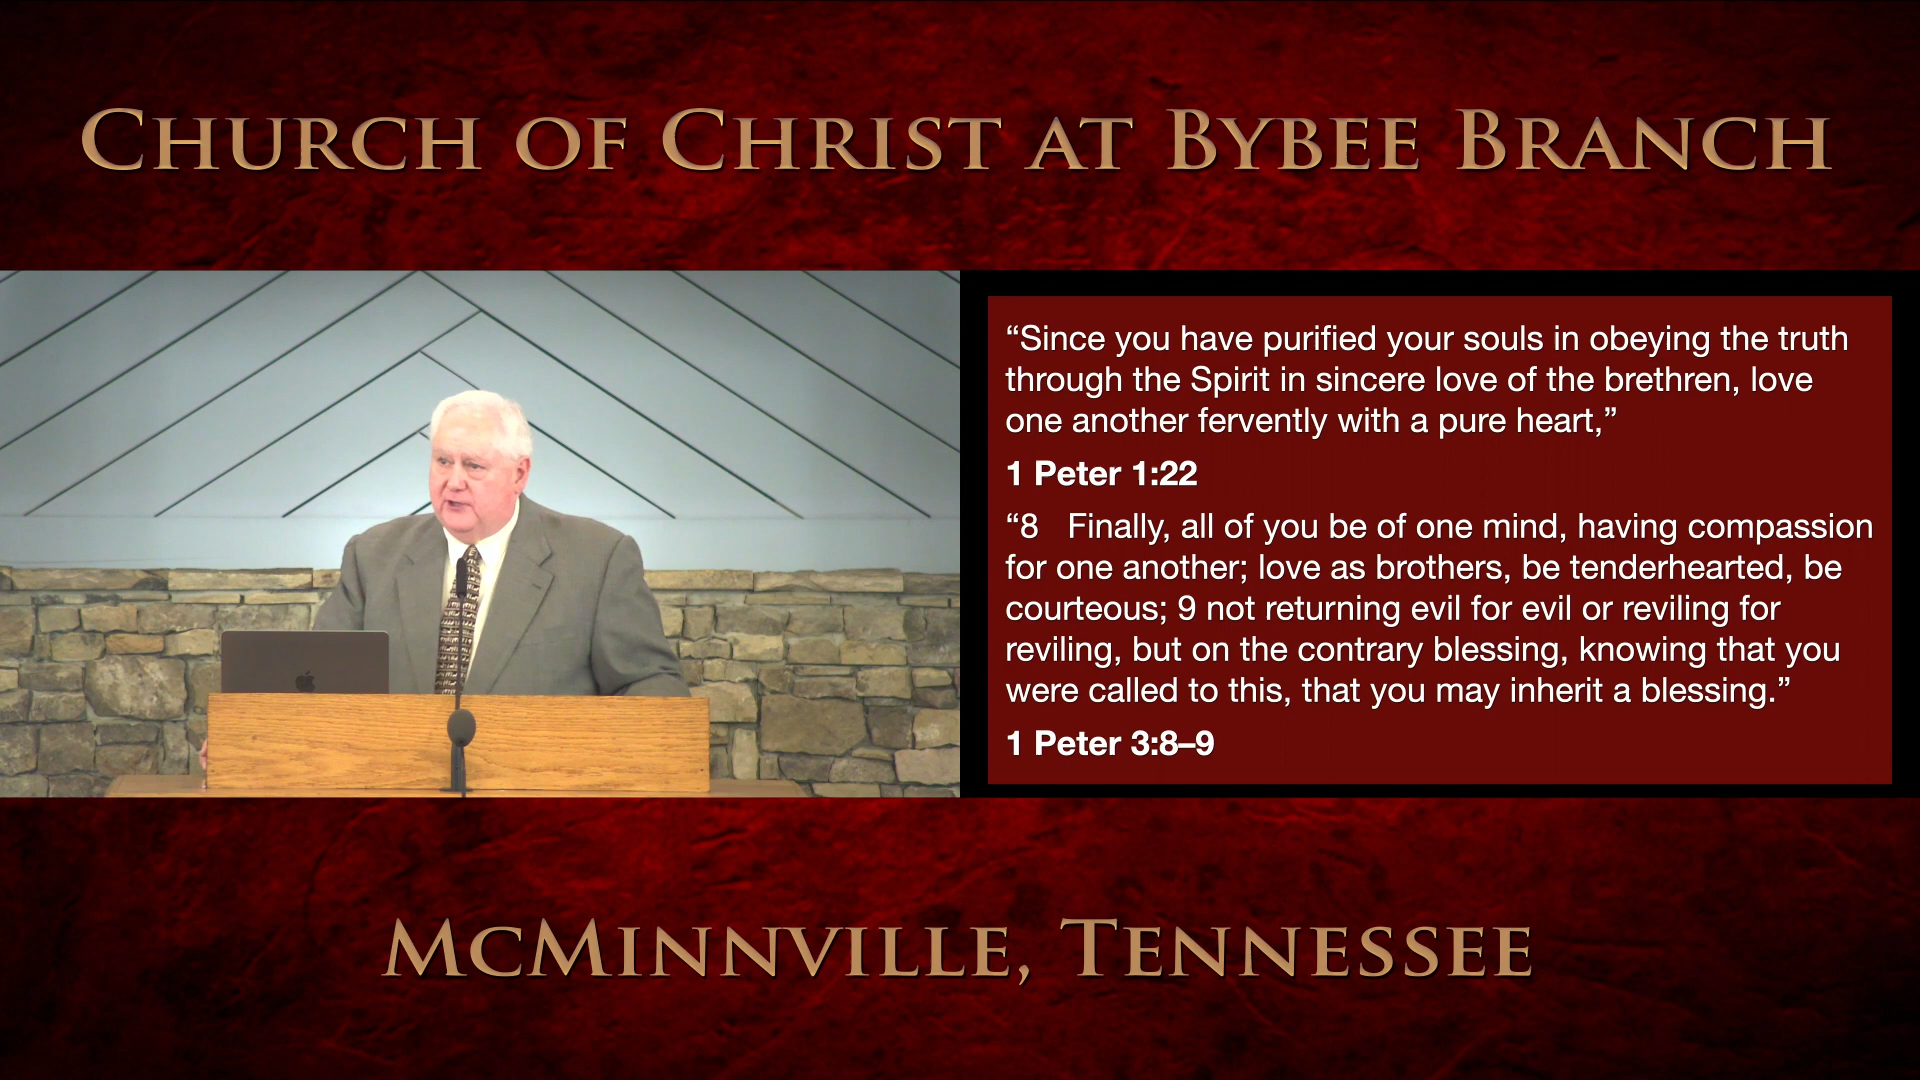 CHURCH OF CHRIST AT BYBEE BRANCH
“Since you have purified your souls in obeying the truth
through the Spirit in sincere love of the brethren, love
one another fervently with a pure heart,”
1 Peter 1:22
“8 Finally, all of you be of one mind, having compassion
for one another; love as brothers, be tenderhearted, be
courteous; 9 not returning evil for evil or reviling for
reviling, but on the contrary blessing, knowing that you
were called to this, that you may inherit a blessing.”
1 Peter 3:8–9
MCMINNVILLE, TENNESSEE